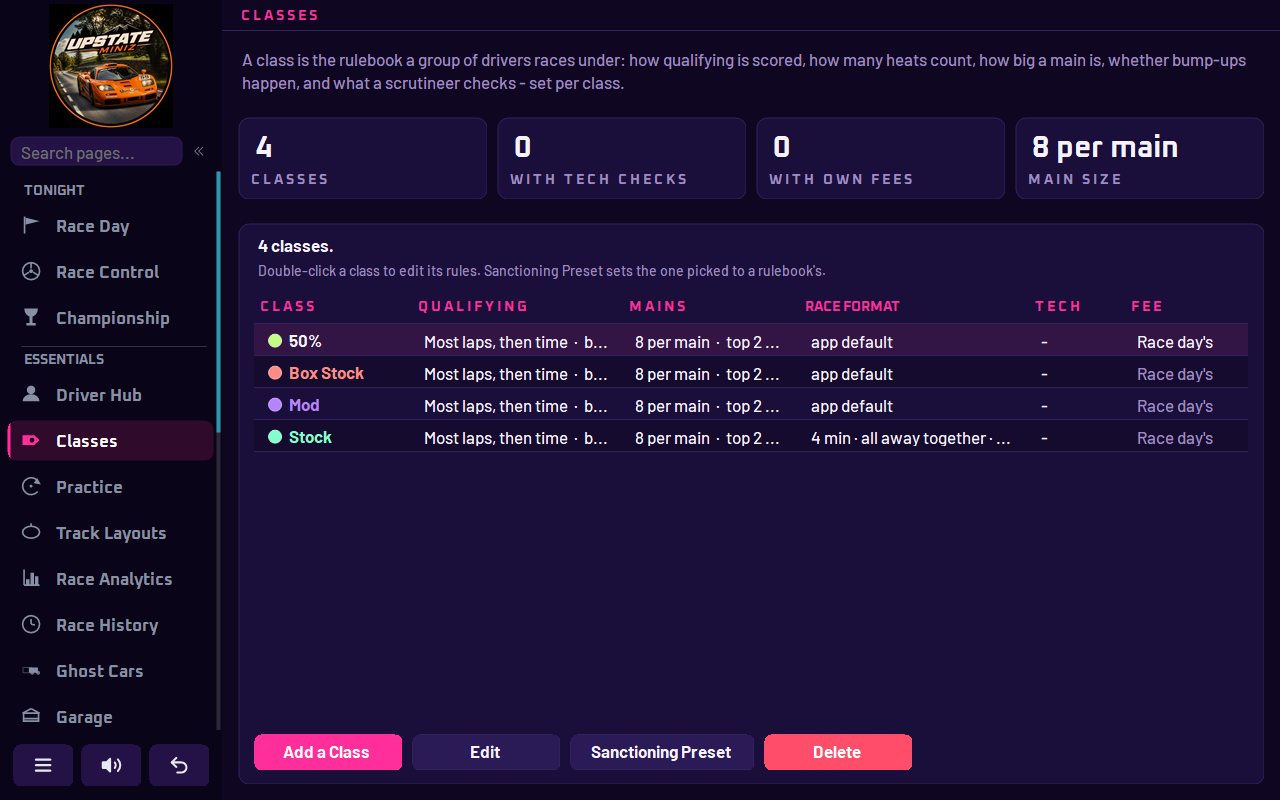 UPSTATE
MINIZ
Search pages...
«
TONIGHT
Race Day
Race Control
Championship
ESSENTIALS
Driver Hub
Classes
Practice
Track Layouts
Race Analytics
Race History
Ghost Cars
Garage
CLASSES
A class is the rulebook a group of drivers races under: how qualifying is scored, how many heats count, how big a main is, whether bump-ups
happen, and what a scrutineer checks - set per class.
4
CLASSES
0
WITH TECH CHECKS
0
WITH OWN FEES
8 per main
MAIN SIZE
4 classes.
Double-click a class to edit its rules. Sanctioning Preset sets the one picked to a rulebook's.
CLASS QUALIFYING MAINS RACE FORMAT TECH FEE
50% Most laps, then time · b... 8 per main · top 2 ... app default - Race day's
Box Stock Most laps, then time · b... 8 per main · top 2 ... app default - Race day's
Mod Most laps, then time · b... 8 per main · top 2 ... app default - Race day's
Stock Most laps, then time · b... 8 per main · top 2 ... 4 min · all away together · ... - Race day's
Add a Class Edit Sanctioning Preset Delete